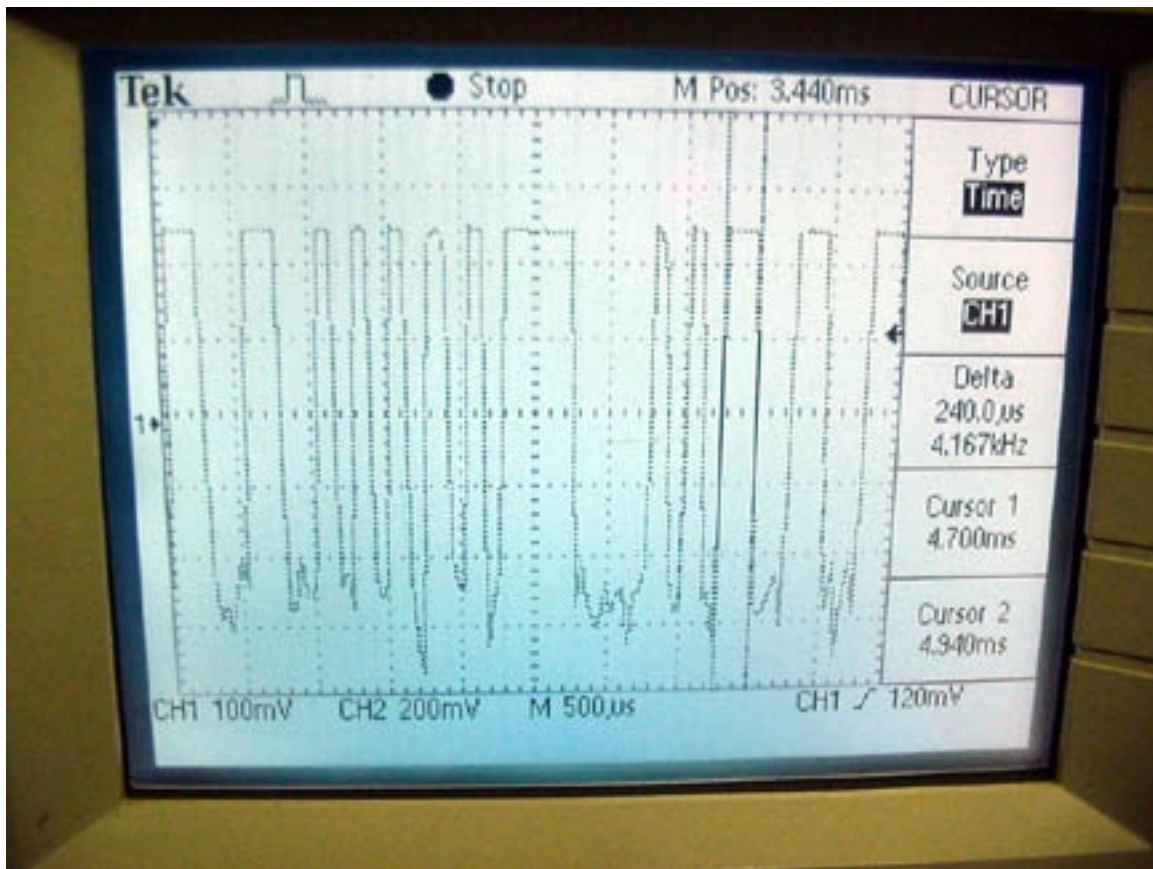 Tek Stop M Pos: 3.440ms CURSOR
Type
Time
Source
CH1
Delta
240.0µs
4.167kHz
Cursor 1
4.700ms
Cursor 2
4.940ms
1
CH1 100mV CH2 200mV M 500µs CH1 120mV